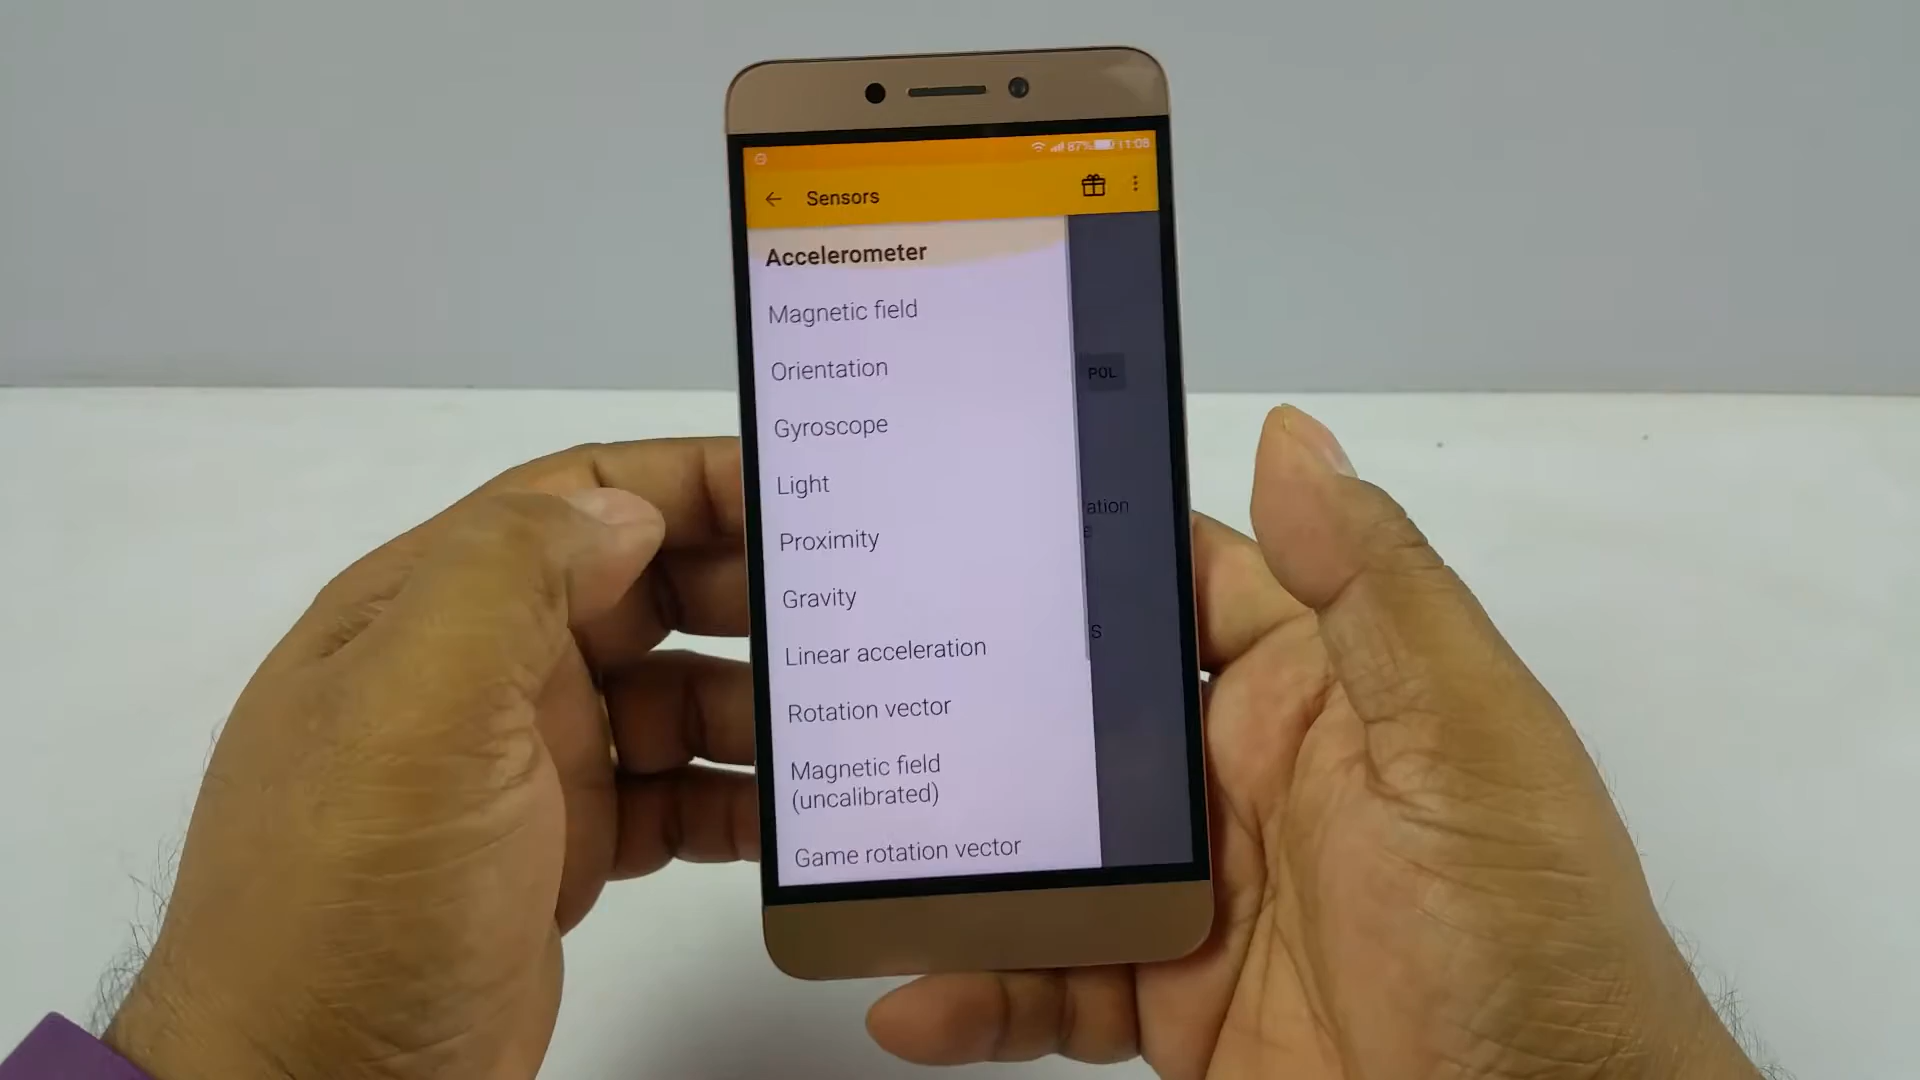 87% 11:08
Sensors
Accelerometer
Magnetic field
Orientation
POL
Gyroscope
Light
ation
E
Proximity
Gravity
s
Linear acceleration
Rotation vector
Magnetic field
(uncalibrated)
Game rotation vector